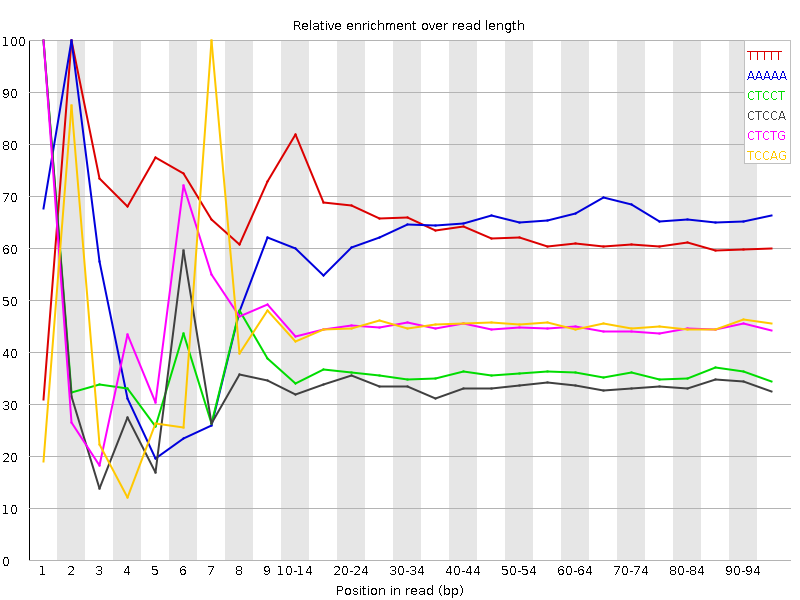 Relative enrichment over read length
100
90
80
70
60
50
40
30
20
10
0
TTTTT
AAAAA
CTCCT
CTCCA
CTCTG
TCCAG
1 2 3 4 5 6 7 8 9 10-14 20-24 30-34 40-44 50-54 60-64 70-74 80-84 90-94
Position in read (bp)